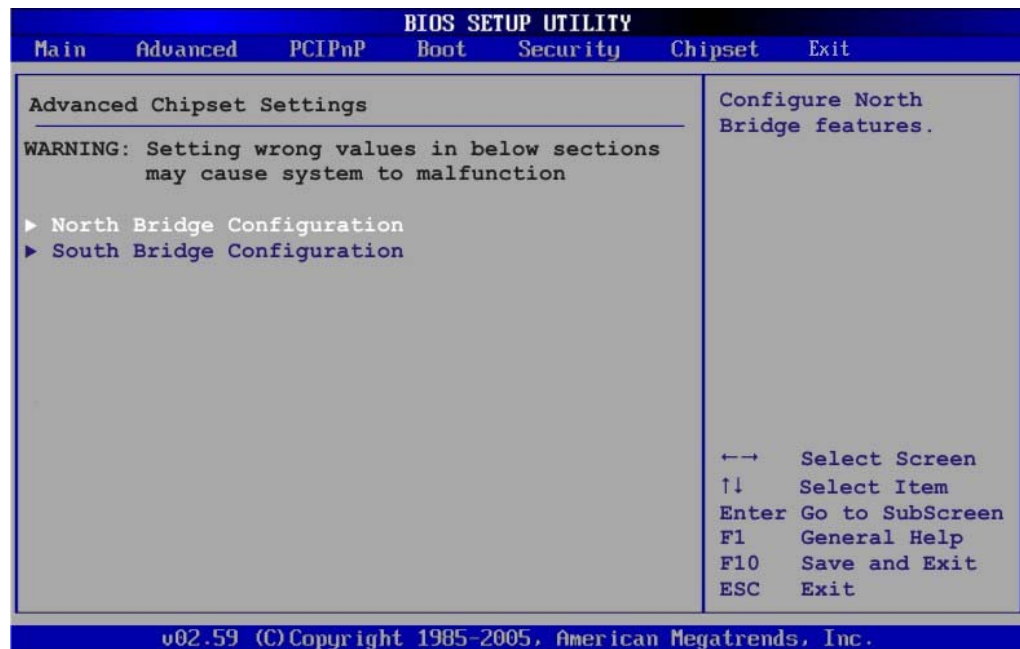 BIOS SETUP UTILITY
Main Advanced PCIPnP Boot Security Chipset Exit
Advanced Chipset Settings
WARNING: Setting wrong values in below sections
may cause system to malfunction
► North Bridge Configuration
► South Bridge Configuration
Configure North
Bridge features.
←→ Select Screen
↑↓ Select Item
Enter Go to SubScreen
F1 General Help
F10 Save and Exit
ESC Exit
v02.59 (C)Copyright 1985-2005, American Megatrends, Inc.